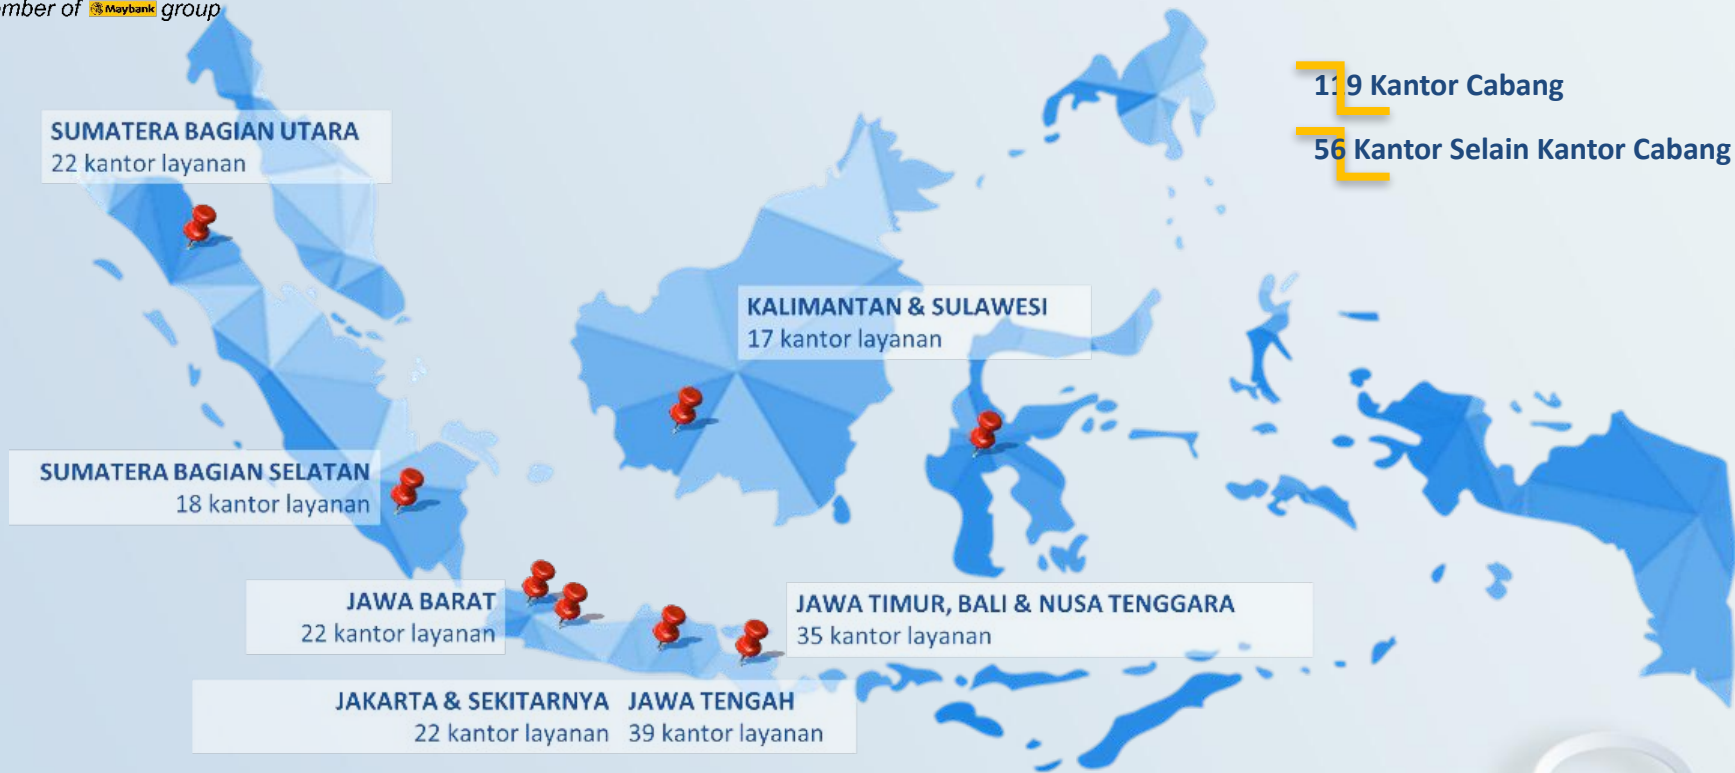 mber of Maybank group
119 Kantor Cabang
56 Kantor Selain Kantor Cabang
SUMATERA BAGIAN UTARA
22 kantor layanan
KALIMANTAN & SULAWESI
17 kantor layanan
SUMATERA BAGIAN SELATAN
18 kantor layanan
JAWA BARAT
22 kantor layanan
JAWA TIMUR, BALI & NUSA TENGGARA
35 kantor layanan
JAKARTA & SEKITARNYA
22 kantor layanan
JAWA TENGAH
39 kantor layanan